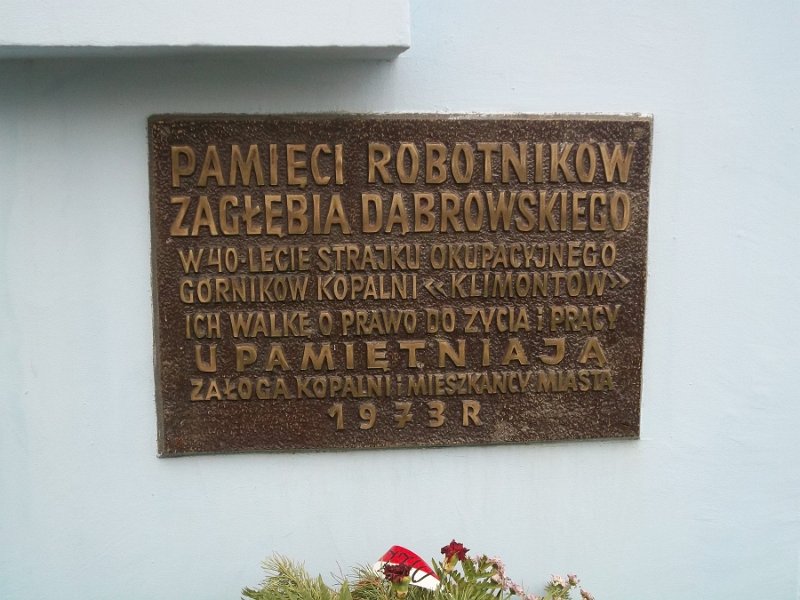 PAMIĘCI ROBOTNIKÓW
ZAGŁĘBIA DĄBROWSKIEGO
W 40-LECIE STRAJKU OKUPACYJNEGO
GÓRNIKÓW KOPALNI «KLIMONTÓW»
ICH WALKĘ O PRAWO DO ŻYCIA I PRACY
UPAMIĘTNIAJĄ
ZAŁOGA KOPALNI I MIESZKAŃCY MIASTA
1973 R